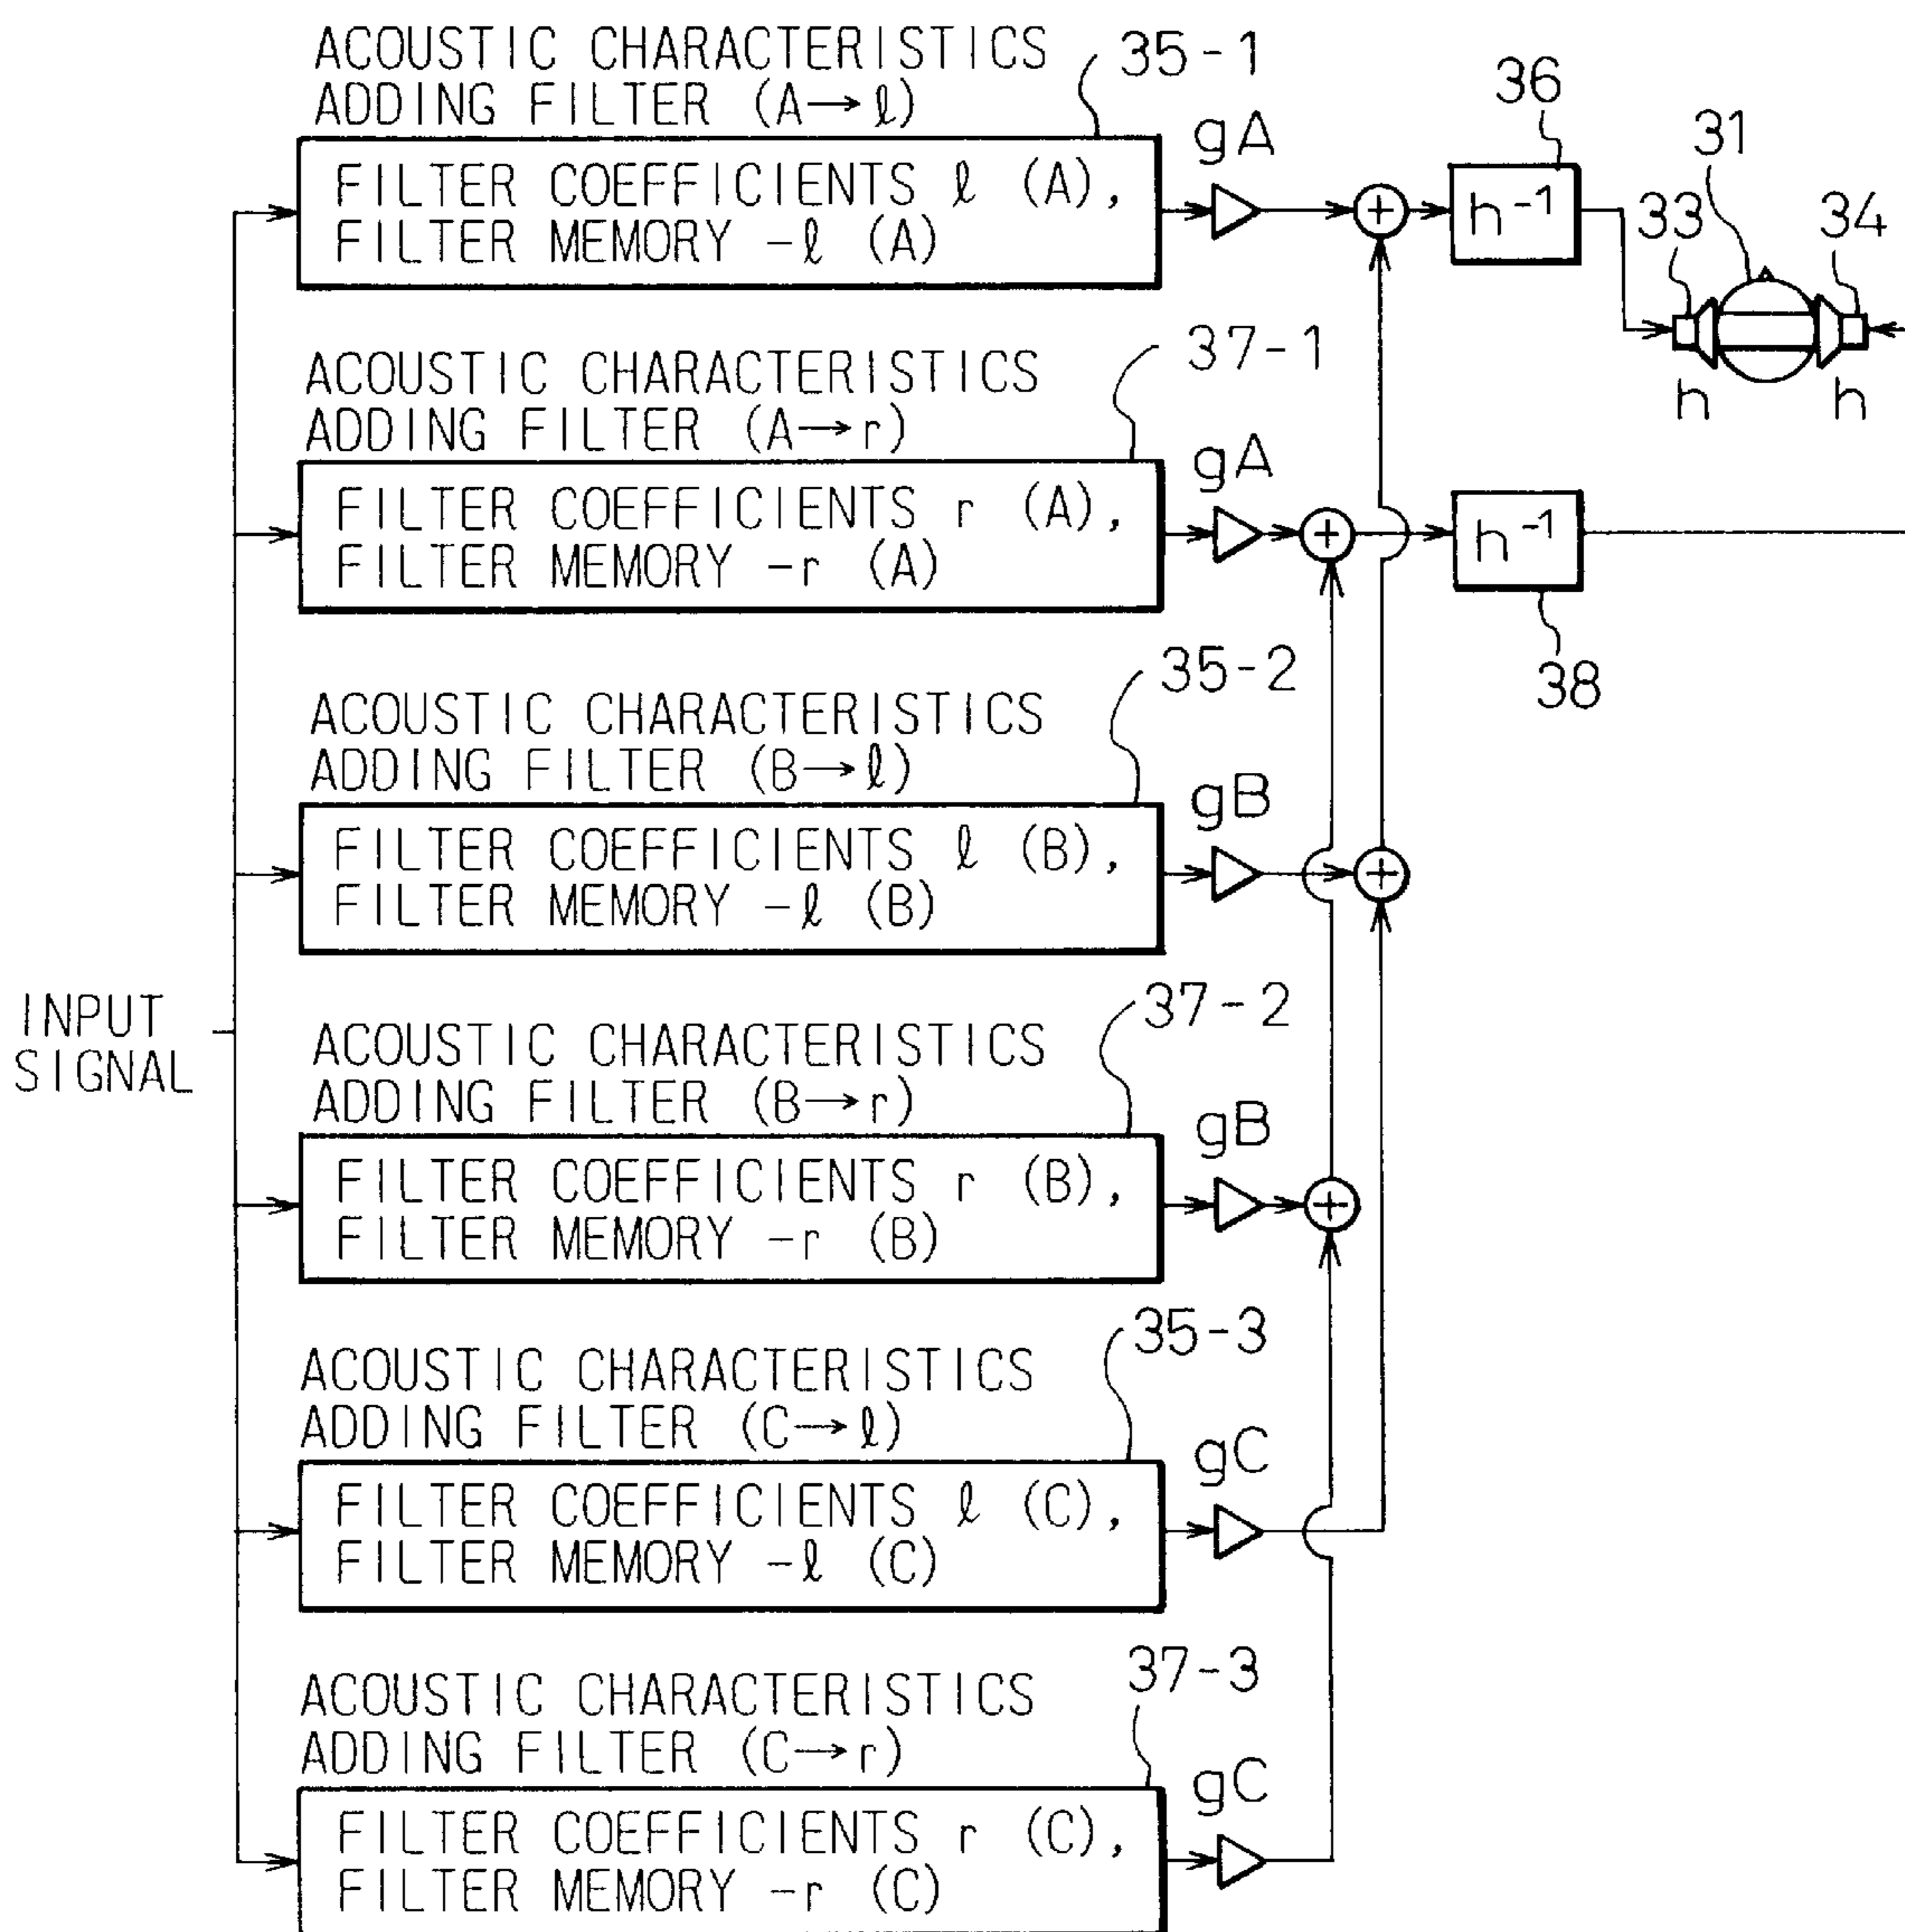 ACOUSTIC CHARACTERISTICS
ADDING FILTER (A→ℓ)
35-1
FILTER COEFFICIENTS ℓ (A),
FILTER MEMORY -ℓ (A)
gA
36
h⁻¹
31
33
34
h
h
ACOUSTIC CHARACTERISTICS
ADDING FILTER (A→r)
37-1
FILTER COEFFICIENTS r (A),
FILTER MEMORY -r (A)
gA
h⁻¹
38
ACOUSTIC CHARACTERISTICS
ADDING FILTER (B→ℓ)
35-2
FILTER COEFFICIENTS ℓ (B),
FILTER MEMORY -ℓ (B)
gB
INPUT
SIGNAL
ACOUSTIC CHARACTERISTICS
ADDING FILTER (B→r)
37-2
FILTER COEFFICIENTS r (B),
FILTER MEMORY -r (B)
gB
ACOUSTIC CHARACTERISTICS
ADDING FILTER (C→ℓ)
35-3
FILTER COEFFICIENTS ℓ (C),
FILTER MEMORY -ℓ (C)
gC
ACOUSTIC CHARACTERISTICS
ADDING FILTER (C→r)
37-3
FILTER COEFFICIENTS r (C),
FILTER MEMORY -r (C)
gC